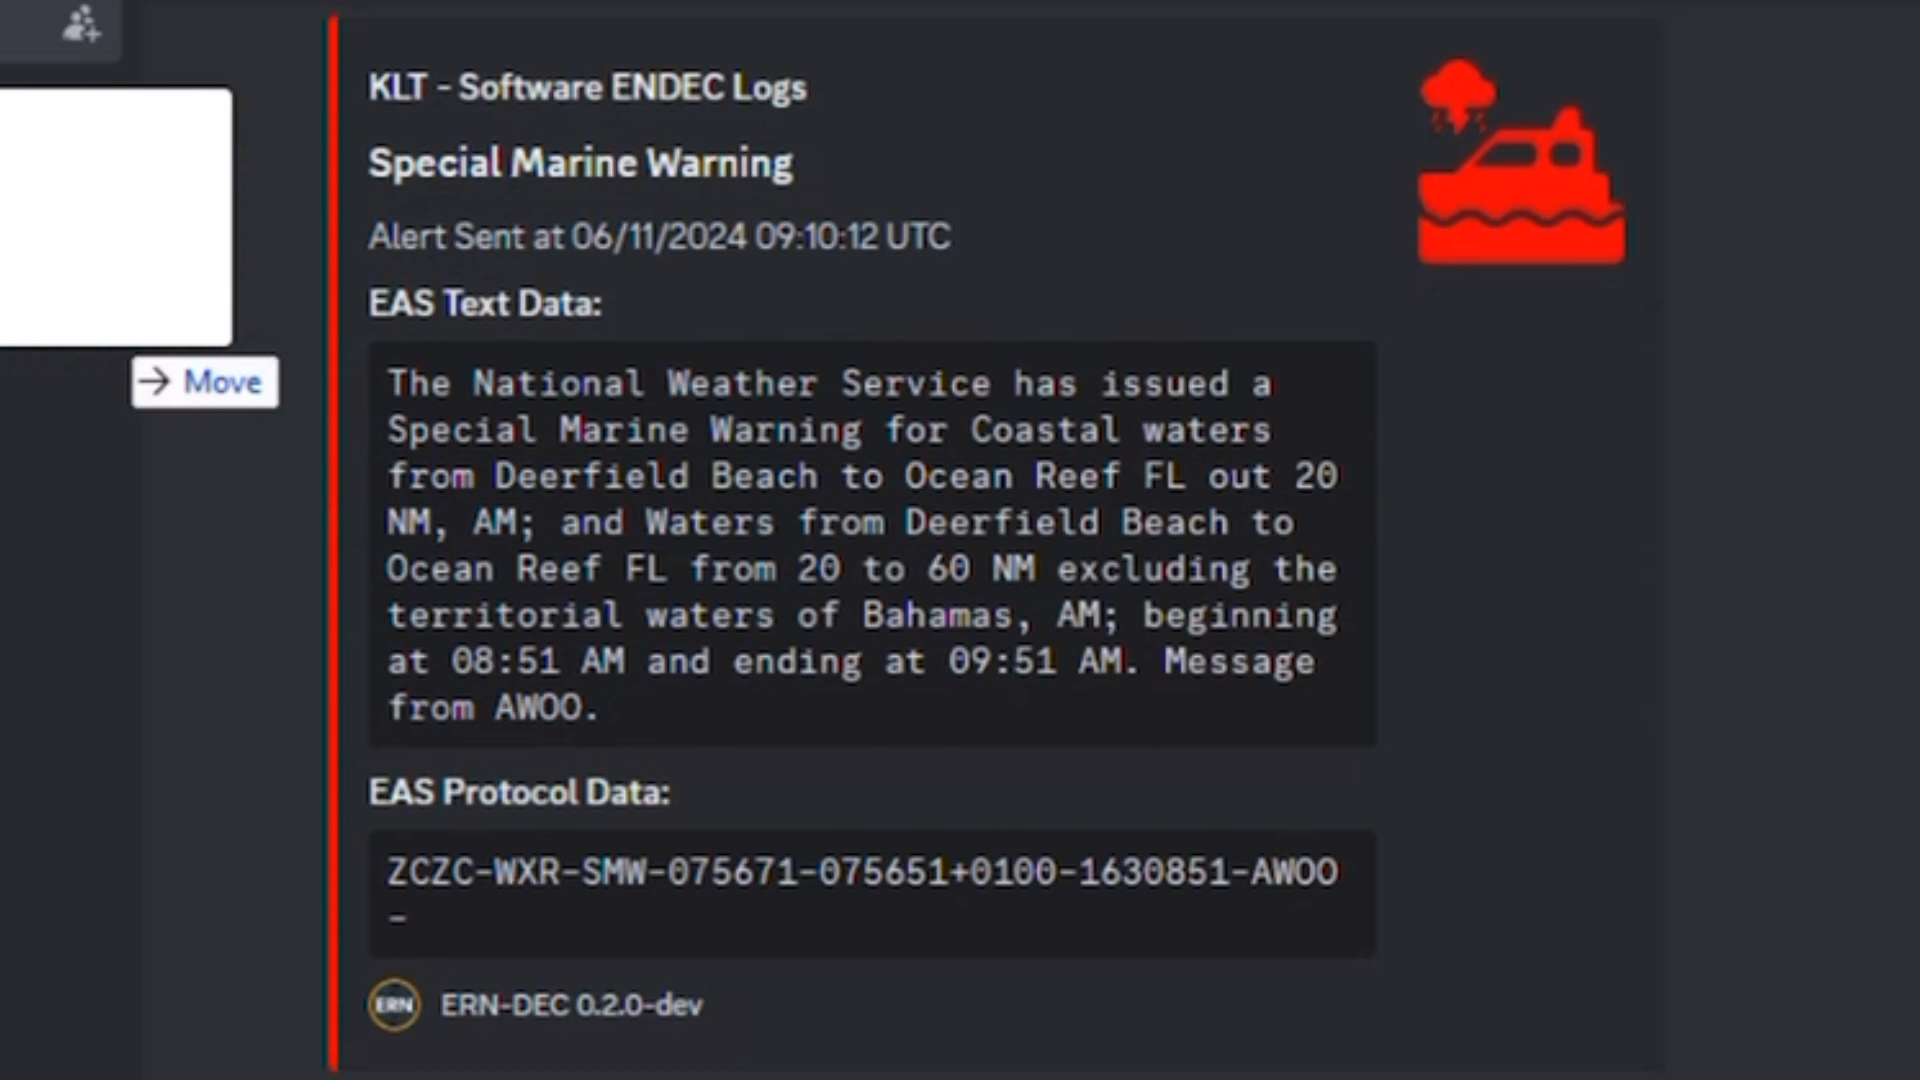 KLT - Software ENDEC Logs
Special Marine Warning
Alert Sent at 06/11/2024 09:10:12 UTC
EAS Text Data:
→ Move
The National Weather Service has issued a
Special Marine Warning for Coastal waters
from Deerfield Beach to Ocean Reef FL out 20
NM, AM; and Waters from Deerfield Beach to
Ocean Reef FL from 20 to 60 NM excluding the
territorial waters of Bahamas, AM; beginning
at 08:51 AM and ending at 09:51 AM. Message
from AWOO.
EAS Protocol Data:
ZCZC-WXR-SMW-075671-075651+0100-1630851-AWOO
-
ERN
ERN-DEC 0.2.0-dev